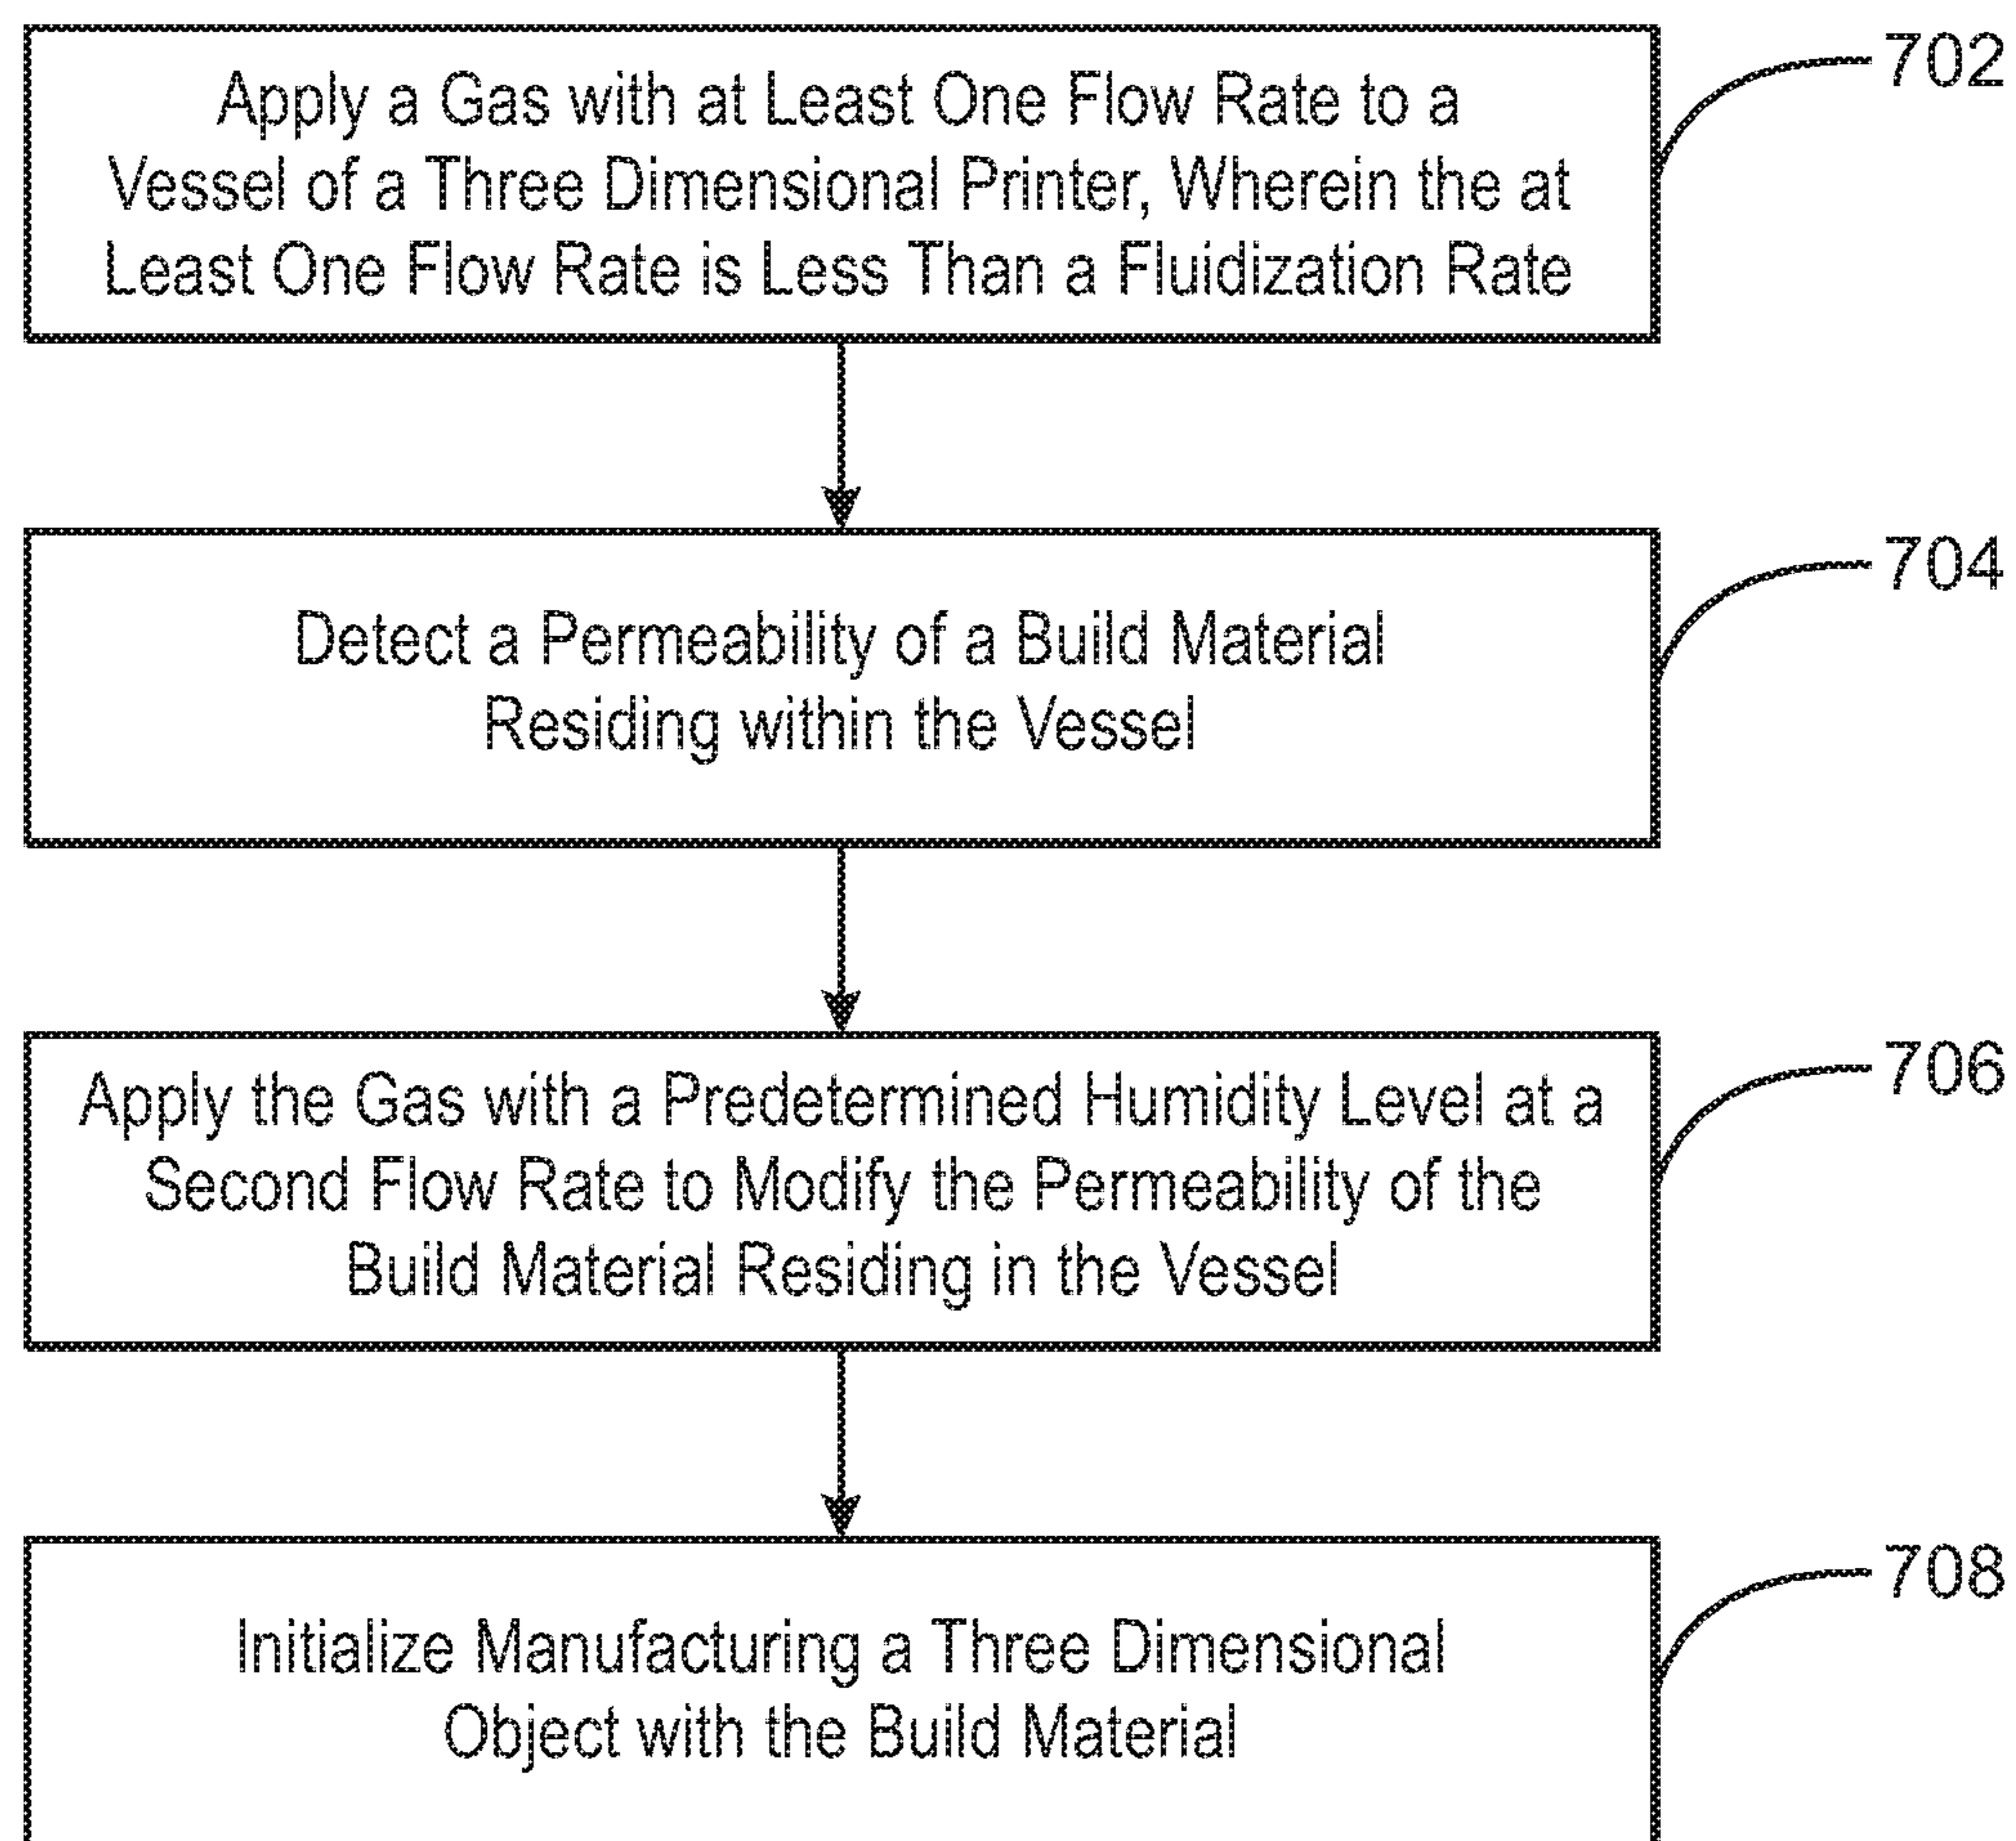 Apply a Gas with at Least One Flow Rate to a
Vessel of a Three Dimensional Printer, Wherein the at
Least One Flow Rate is Less Than a Fluidization Rate
702
Detect a Permeability of a Build Material
Residing within the Vessel
704
Apply the Gas with a Predetermined Humidity Level at a
Second Flow Rate to Modify the Permeability of the
Build Material Residing in the Vessel
706
Initialize Manufacturing a Three Dimensional
Object with the Build Material
708